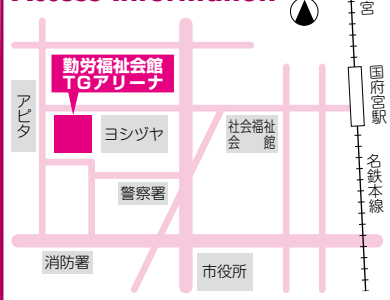 Access Information
宮
勤労福祉会館
TGアリーナ
アピタ
ヨシヅヤ
社会福祉
会　館
国府宮駅
警察署
名鉄本線
消防署
市役所